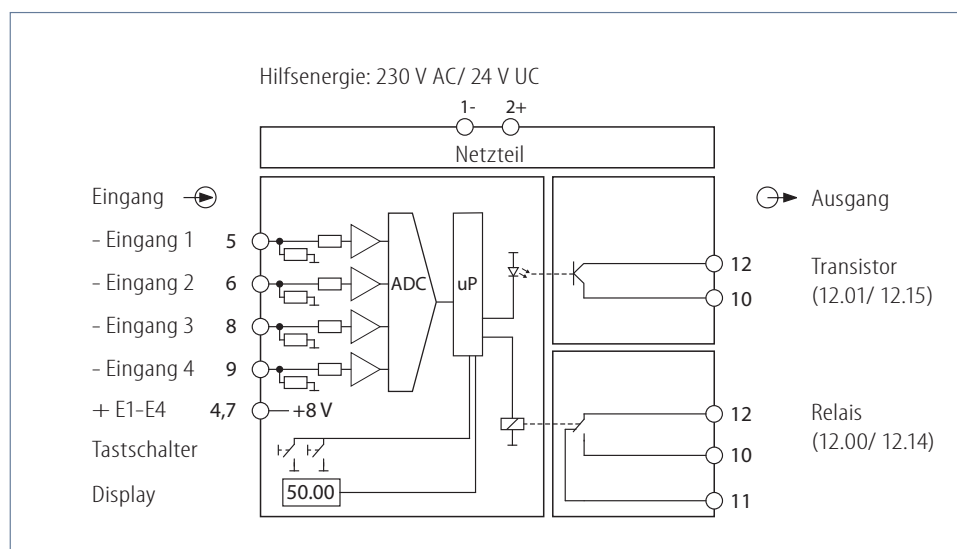 Hilfsenergie: 230 V AC/ 24 V UC
1- 2+
Netzteil
Eingang
Ausgang
– Eingang 1 5
– Eingang 2 6
– Eingang 3 8
– Eingang 4 9
+ E1–E4 4,7 +8 V
Tastschalter
Display 50.00
ADC
uP
12 Transistor
10 (12.01/ 12.15)
12 Relais
(12.00/ 12.14)
10
11